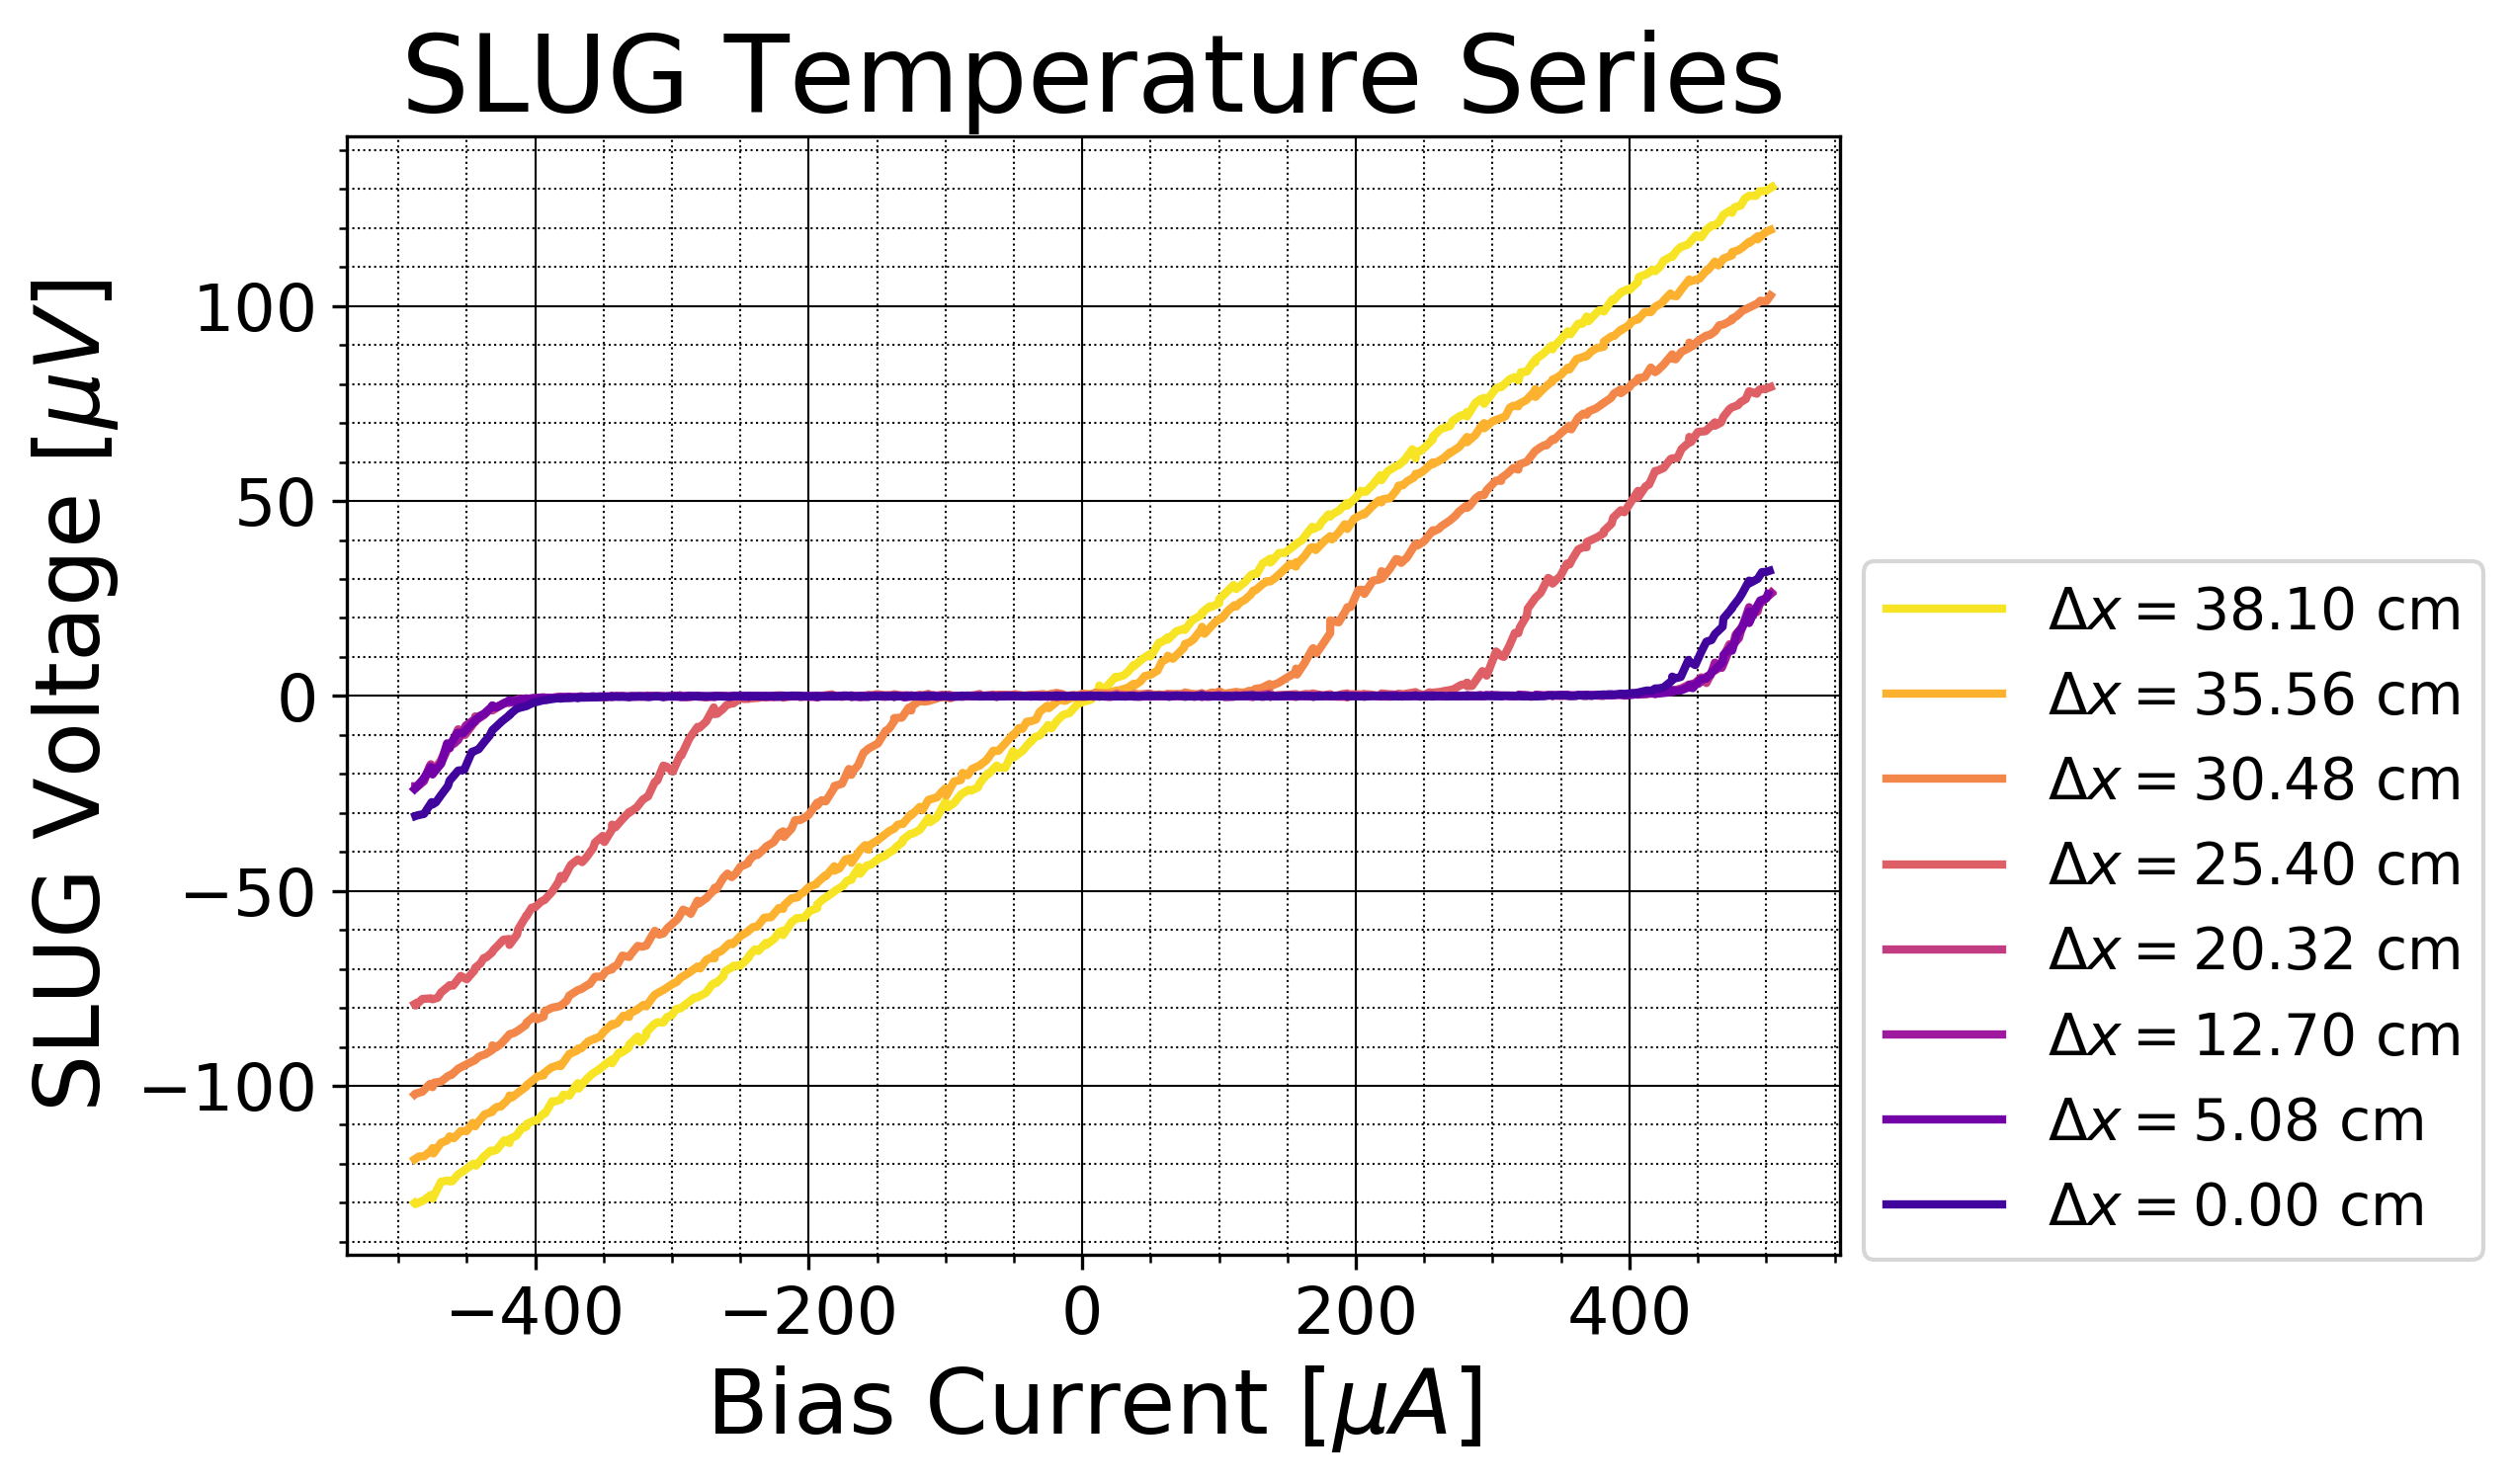 SLUG Temperature Series
SLUG Voltage [μV]
100
50
0
−50
−100
−400
−200
0
200
400
Bias Current [μA]
Δx = 38.10 cm
Δx = 35.56 cm
Δx = 30.48 cm
Δx = 25.40 cm
Δx = 20.32 cm
Δx = 12.70 cm
Δx = 5.08 cm
Δx = 0.00 cm